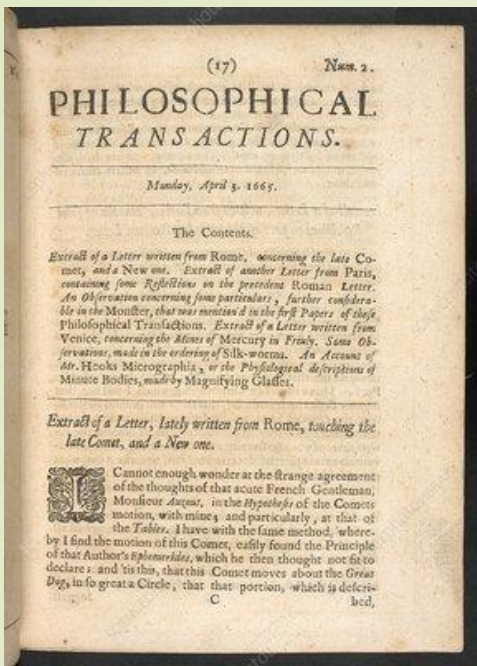 (17) Num. 2.
PHILOSOPHICAL
TRANSACTIONS.
Munday, April 3. 1665.
The Contents.
Extract of a Letter written from Rome, concerning the late Co-
met, and a New one. Extract of another Letter from Paris,
containing some Reflections on the precedent Roman Letter.
An Observation concerning some particulars, further considera-
ble in the Monster, that was mention'd in the first Papers of these
Philosophical Transactions. Extract of a Letter written from
Venice, concerning the Mines of Mercury in Friuly. Some Ob-
servations, made in the ordering of Silk-worms. An Account of
Mr. Hooks Micrographia, or the Physiological descriptions of
Minute Bodies, made by Magnifying Glasses.
Extract of a Letter, lately written from Rome, touching the
late Comet, and a New one.
I Cannot enough wonder at the strange agreement
of the thoughts of that acute French Gentleman,
Monsieur Auzout, in the Hypothesis of the Comets
motion, with mine; and particularly, at that of
the Tables. I have with the same method, where-
by I find the motion of this Comet, easily found the Principle
of that Author's Ephemerides, which he then thought not fit to
declare; and 'tis this, that this Comet moves about the Great
Dog, in so great a Circle, that that portion, which is descri-
C bed,